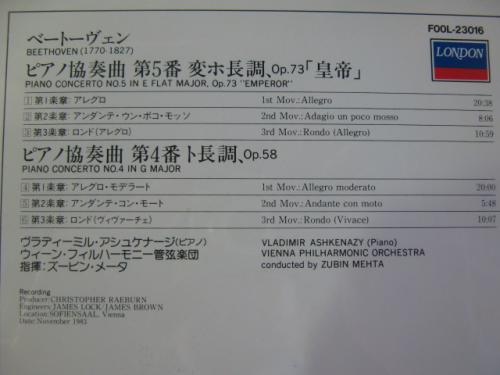 FOOL-23016
ベートーヴェン
BEETHOVEN (1770-1827)
LONDON
ピアノ協奏曲 第5番 変ホ長調、Op.73「皇帝」
PIANO CONCERTO NO.5 IN E FLAT MAJOR, Op.73 "EMPEROR"
1 第1楽章：アレグロ 1st Mov.: Allegro 20:38
2 第2楽章：アンダンテ・ウン・ポコ・モッソ 2nd Mov.: Adagio un poco mosso 8:06
3 第3楽章：ロンド(アレグロ) 3rd Mov.: Rondo (Allegro) 10:59
ピアノ協奏曲 第4番 ト長調、Op.58
PIANO CONCERTO NO.4 IN G MAJOR
4 第1楽章：アレグロ・モデラート 1st Mov.: Allegro moderato 20:00
5 第2楽章：アンダンテ・コン・モート 2nd Mov.: Andante con moto 5:48
6 第3楽章：ロンド(ヴィヴァーチェ) 3rd Mov.: Rondo (Vivace) 10:07
ヴラディーミル・アシュケナージ(ピアノ) VLADIMIR ASHKENAZY (Piano)
ウィーン・フィルハーモニー管弦楽団 VIENNA PHILHARMONIC ORCHESTRA
指揮：ズービン・メータ conducted by ZUBIN MEHTA
Recording
Producer: CHRISTOPHER RAEBURN
Engineers: JAMES LOCK/JAMES BROWN
Location: SOFIENSAAL, Vienna
Date: November 1983